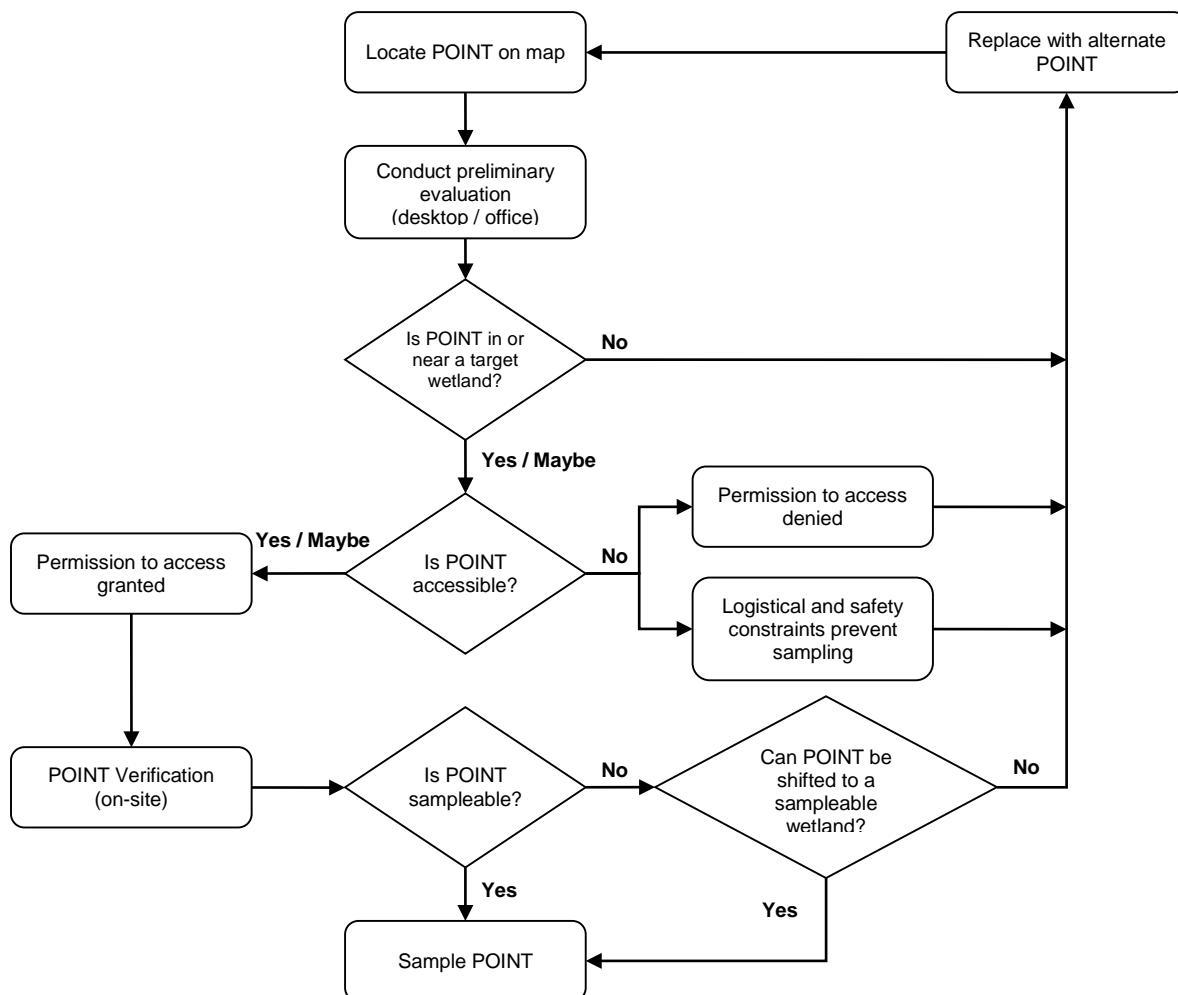 Locate POINT on map
Replace with alternate
POINT
Conduct preliminary
evaluation
(desktop / office)
Is POINT in or
near a target
wetland?
No
Yes / Maybe
Permission to access
denied
Yes / Maybe
Permission to access
granted
Is POINT
accessible?
No
Logistical and safety
constraints prevent
sampling
POINT Verification
(on-site)
Is POINT
sampleable?
No
Can POINT be
shifted to a
sampleable
wetland?
No
Yes
Yes
Sample POINT